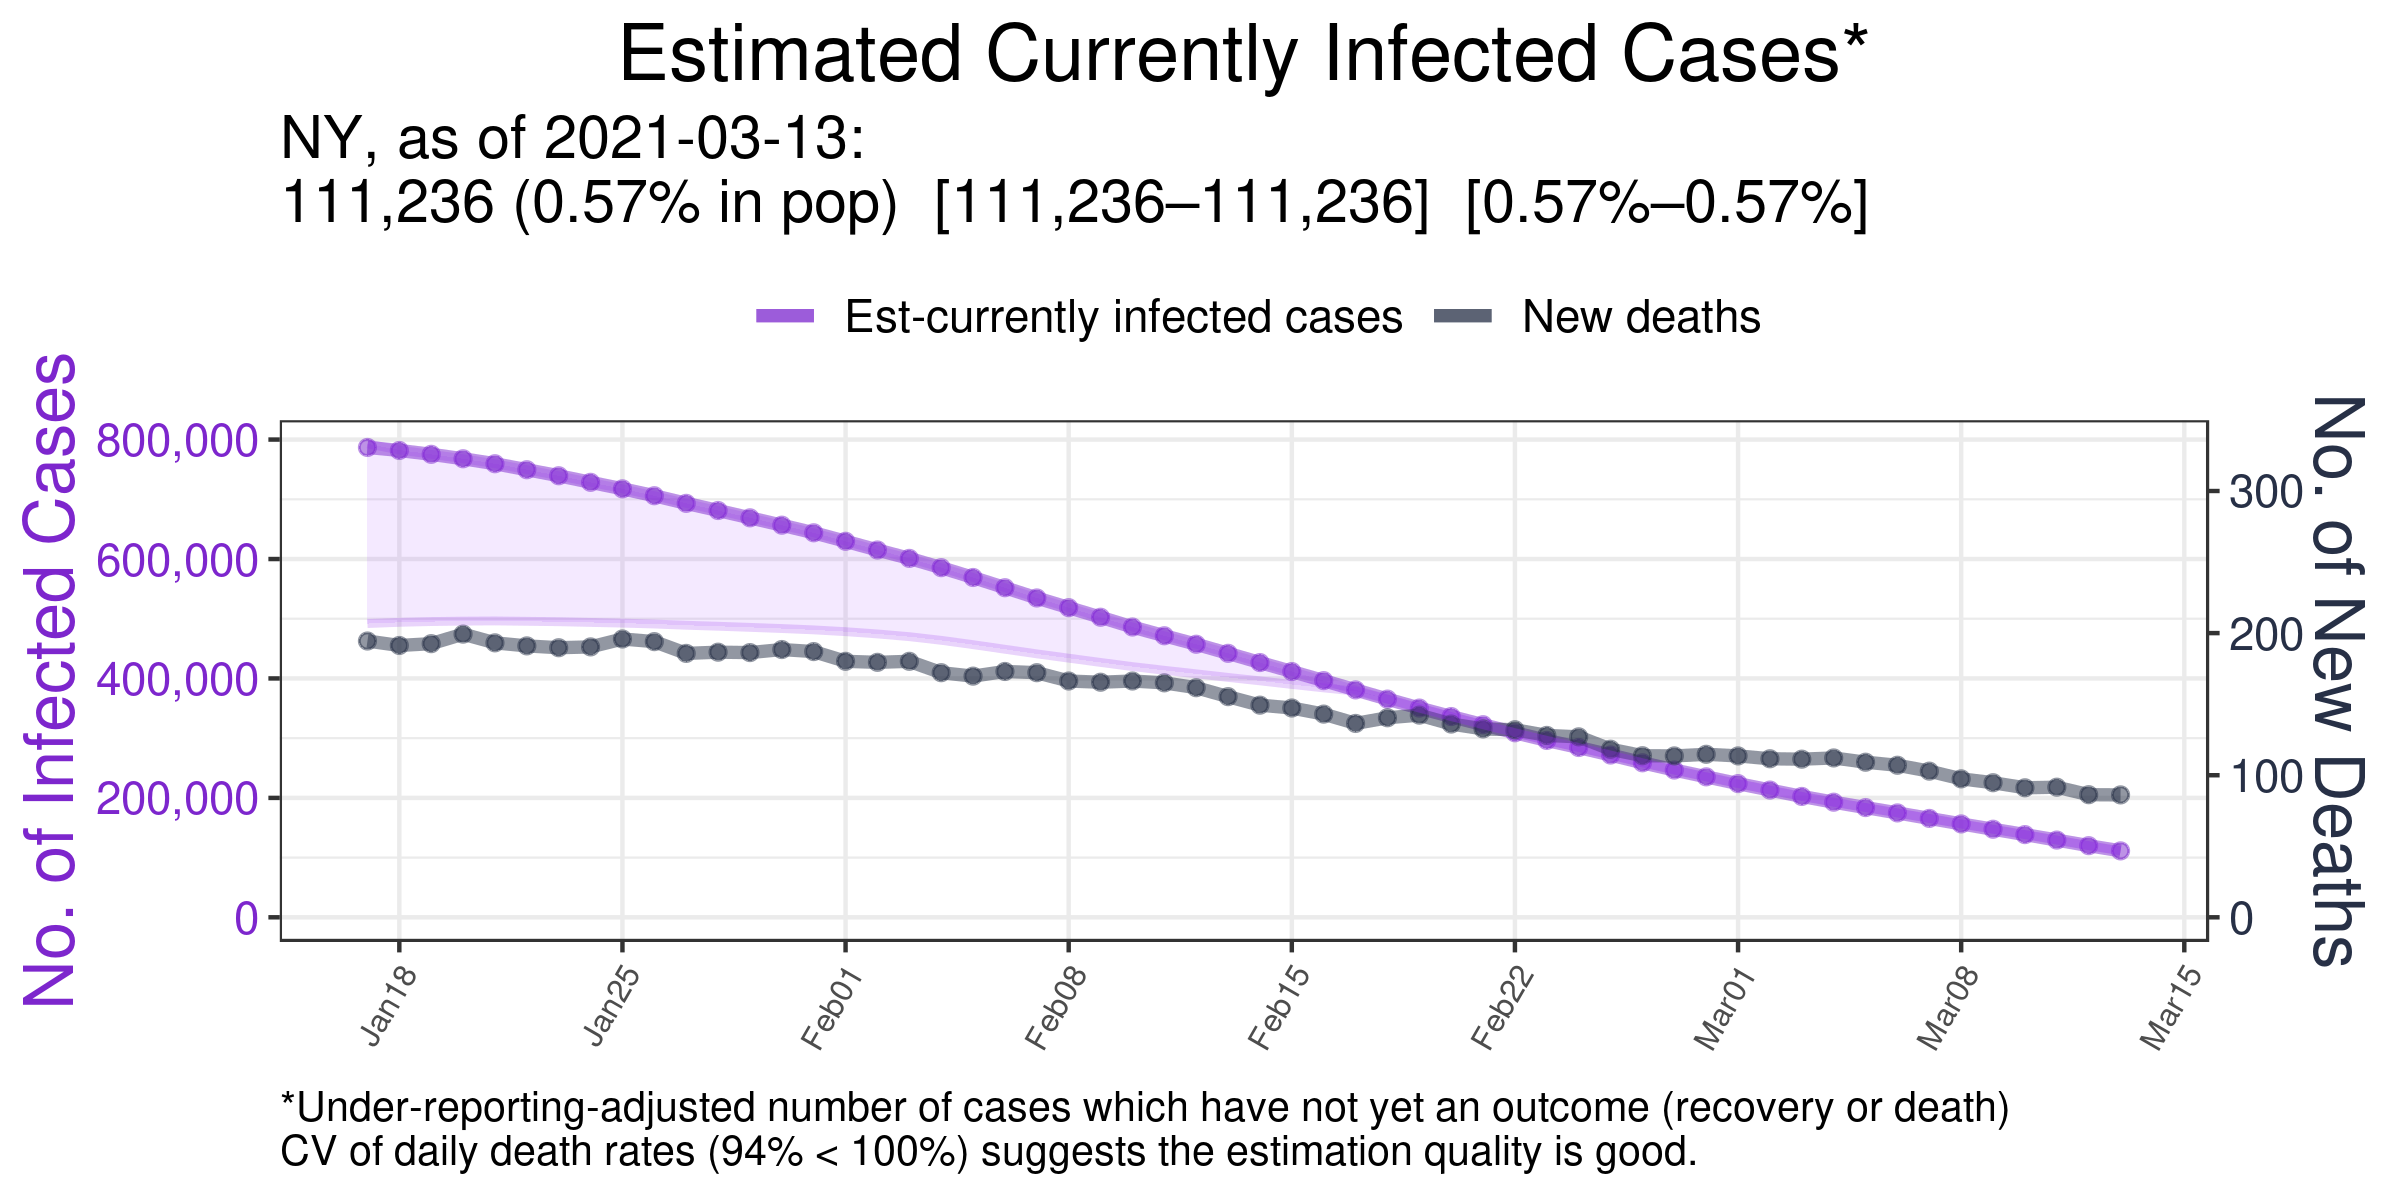 Estimated Currently Infected Cases*
NY, as of 2021-03-13:
111,236 (0.57% in pop)  [111,236–111,236]  [0.57%–0.57%]
Est-currently infected cases
New deaths
No. of Infected Cases
800,000
600,000
400,000
200,000
0
No. of New Deaths
300
200
100
0
Jan18
Jan25
Feb01
Feb08
Feb15
Feb22
Mar01
Mar08
Mar15
*Under-reporting-adjusted number of cases which have not yet an outcome (recovery or death)
CV of daily death rates (94% < 100%) suggests the estimation quality is good.